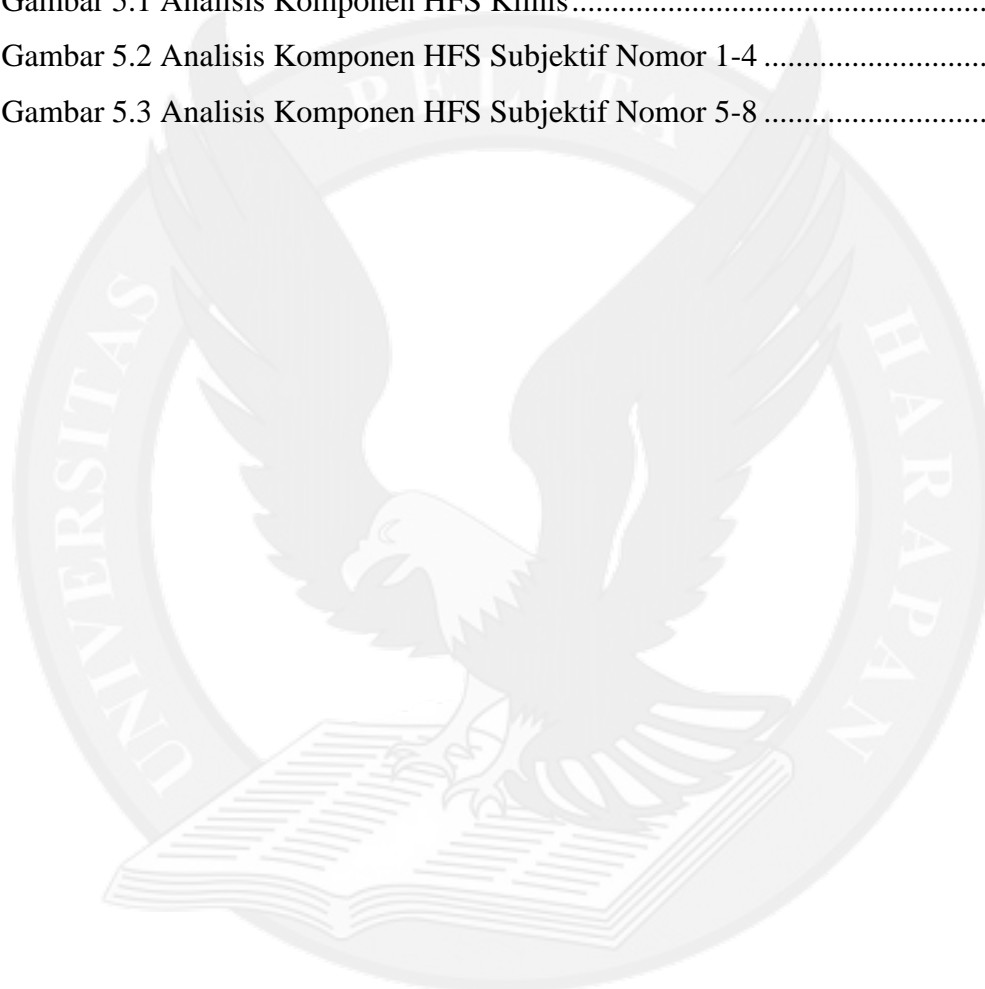 Gambar 5.1 Analisis Komponen HFS Klinis........................................................
Gambar 5.2 Analisis Komponen HFS Subjektif Nomor 1-4 ............................
Gambar 5.3 Analisis Komponen HFS Subjektif Nomor 5-8 ............................
UNIVERSITAS PELITA HARAPAN